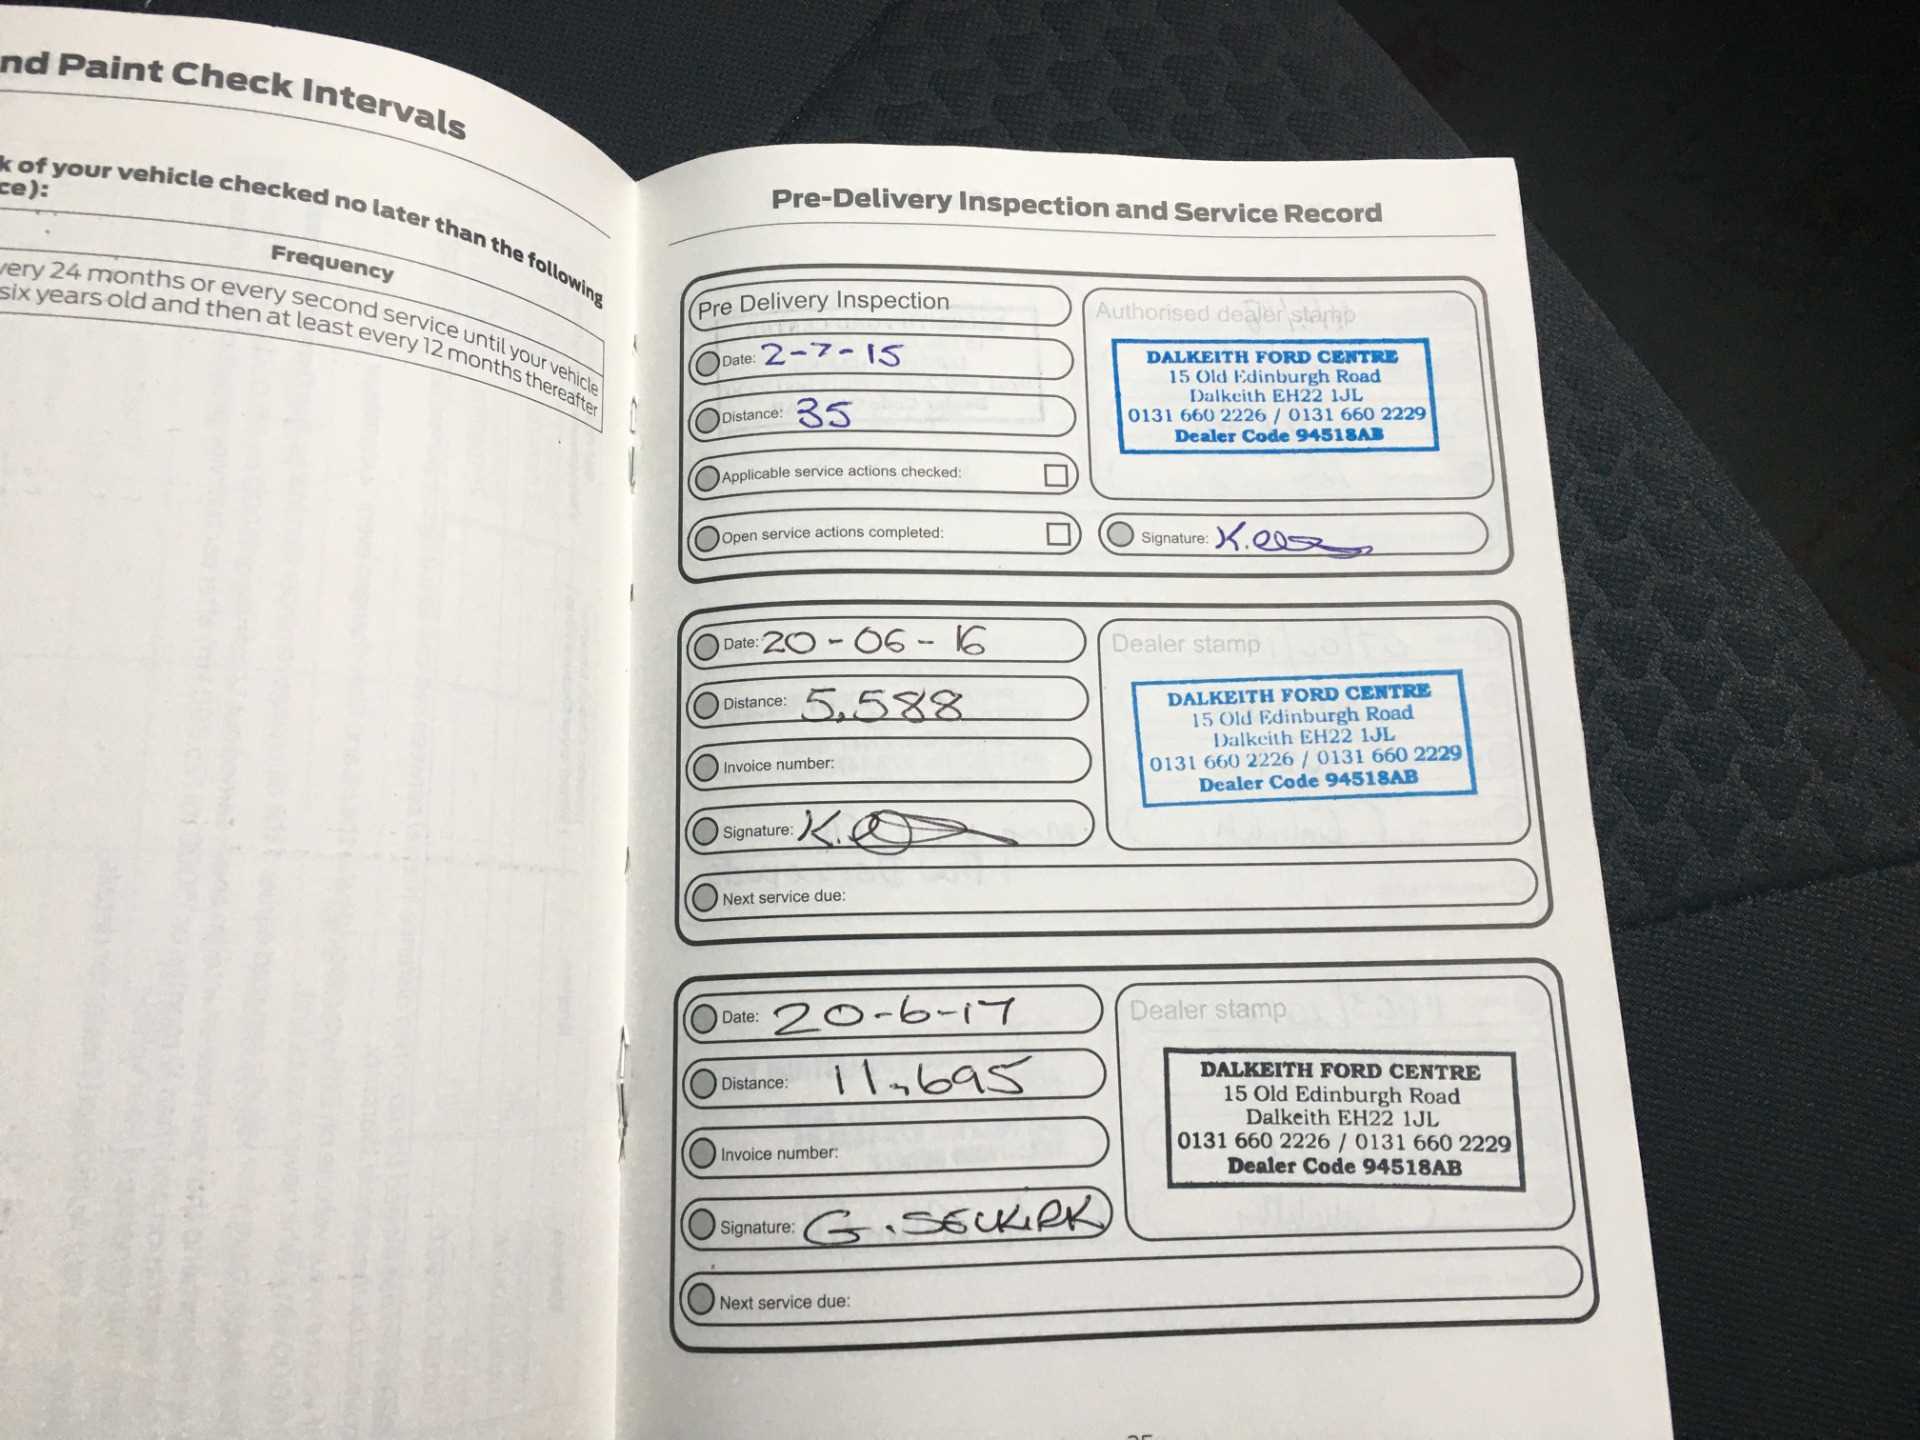 nd Paint Check Intervals
k of your vehicle checked no later than the following
ce):
Frequency
very 24 months or every second service until your vehicle
six years old and then at least every 12 months thereafter
Pre-Delivery Inspection and Service Record
Pre Delivery Inspection
Date: 2-7-15
Distance: 35
Applicable service actions checked:
Open service actions completed:
Authorised dealer stamp
DALKEITH FORD CENTRE
15 Old Edinburgh Road
Dalkeith EH22 1JL
0131 660 2226 / 0131 660 2229
Dealer Code 94518AB
Signature: K.
Date: 20-06-16
Distance: 5,588
Invoice number:
Signature: K.
Next service due:
Dealer stamp
DALKEITH FORD CENTRE
15 Old Edinburgh Road
Dalkeith EH22 1JL
0131 660 2226 / 0131 660 2229
Dealer Code 94518AB
Date: 20-6-17
Distance: 11,695
Invoice number:
Signature: G. SELKIRK
Next service due:
Dealer stamp
DALKEITH FORD CENTRE
15 Old Edinburgh Road
Dalkeith EH22 1JL
0131 660 2226 / 0131 660 2229
Dealer Code 94518AB